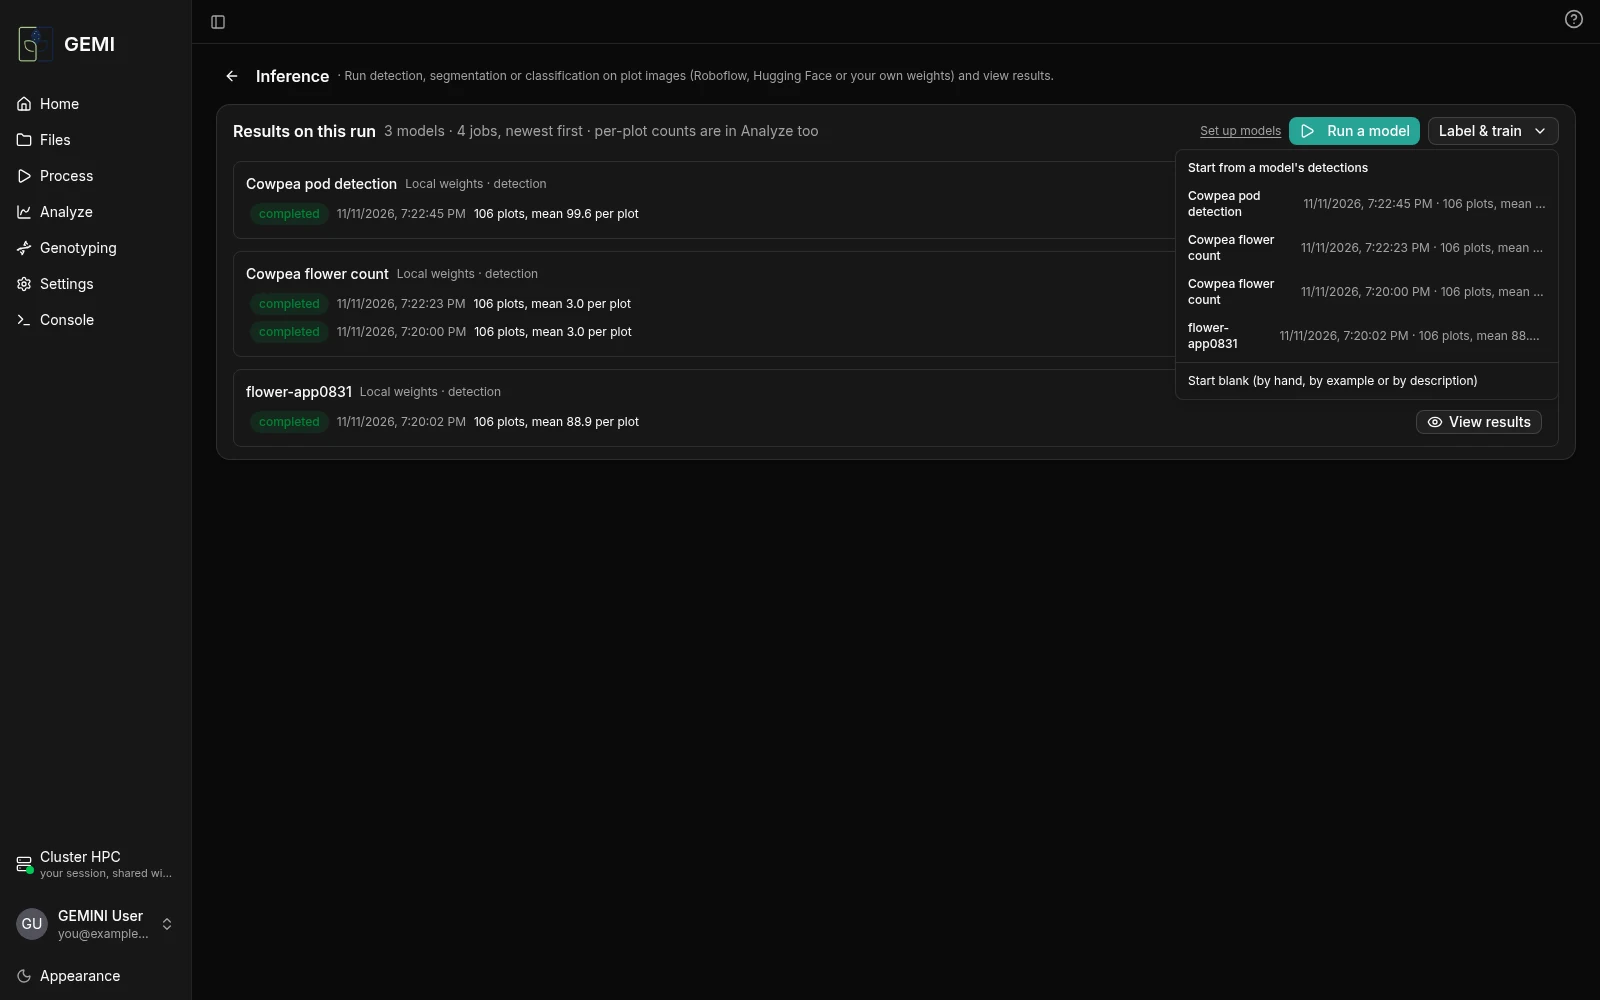 GEMI
Home
Files
Process
Analyze
Genotyping
Settings
Console
Cluster HPC
your session, shared wi...
GU
GEMINI User
you@example...
Appearance
Inference · Run detection, segmentation or classification on plot images (Roboflow, Hugging Face or your own weights) and view results.
Results on this run 3 models · 4 jobs, newest first · per-plot counts are in Analyze too
Set up models
Run a model
Label & train
Cowpea pod detection Local weights · detection
completed 11/11/2026, 7:22:45 PM 106 plots, mean 99.6 per plot
Cowpea flower count Local weights · detection
completed 11/11/2026, 7:22:23 PM 106 plots, mean 3.0 per plot
completed 11/11/2026, 7:20:00 PM 106 plots, mean 3.0 per plot
flower-app0831 Local weights · detection
completed 11/11/2026, 7:20:02 PM 106 plots, mean 88.9 per plot
View results
Start from a model's detections
Cowpea pod
detection
11/11/2026, 7:22:45 PM · 106 plots, mean ...
Cowpea flower
count
11/11/2026, 7:22:23 PM · 106 plots, mean ...
Cowpea flower
count
11/11/2026, 7:20:00 PM · 106 plots, mean ...
flower-
app0831
11/11/2026, 7:20:02 PM · 106 plots, mean 88....
Start blank (by hand, by example or by description)